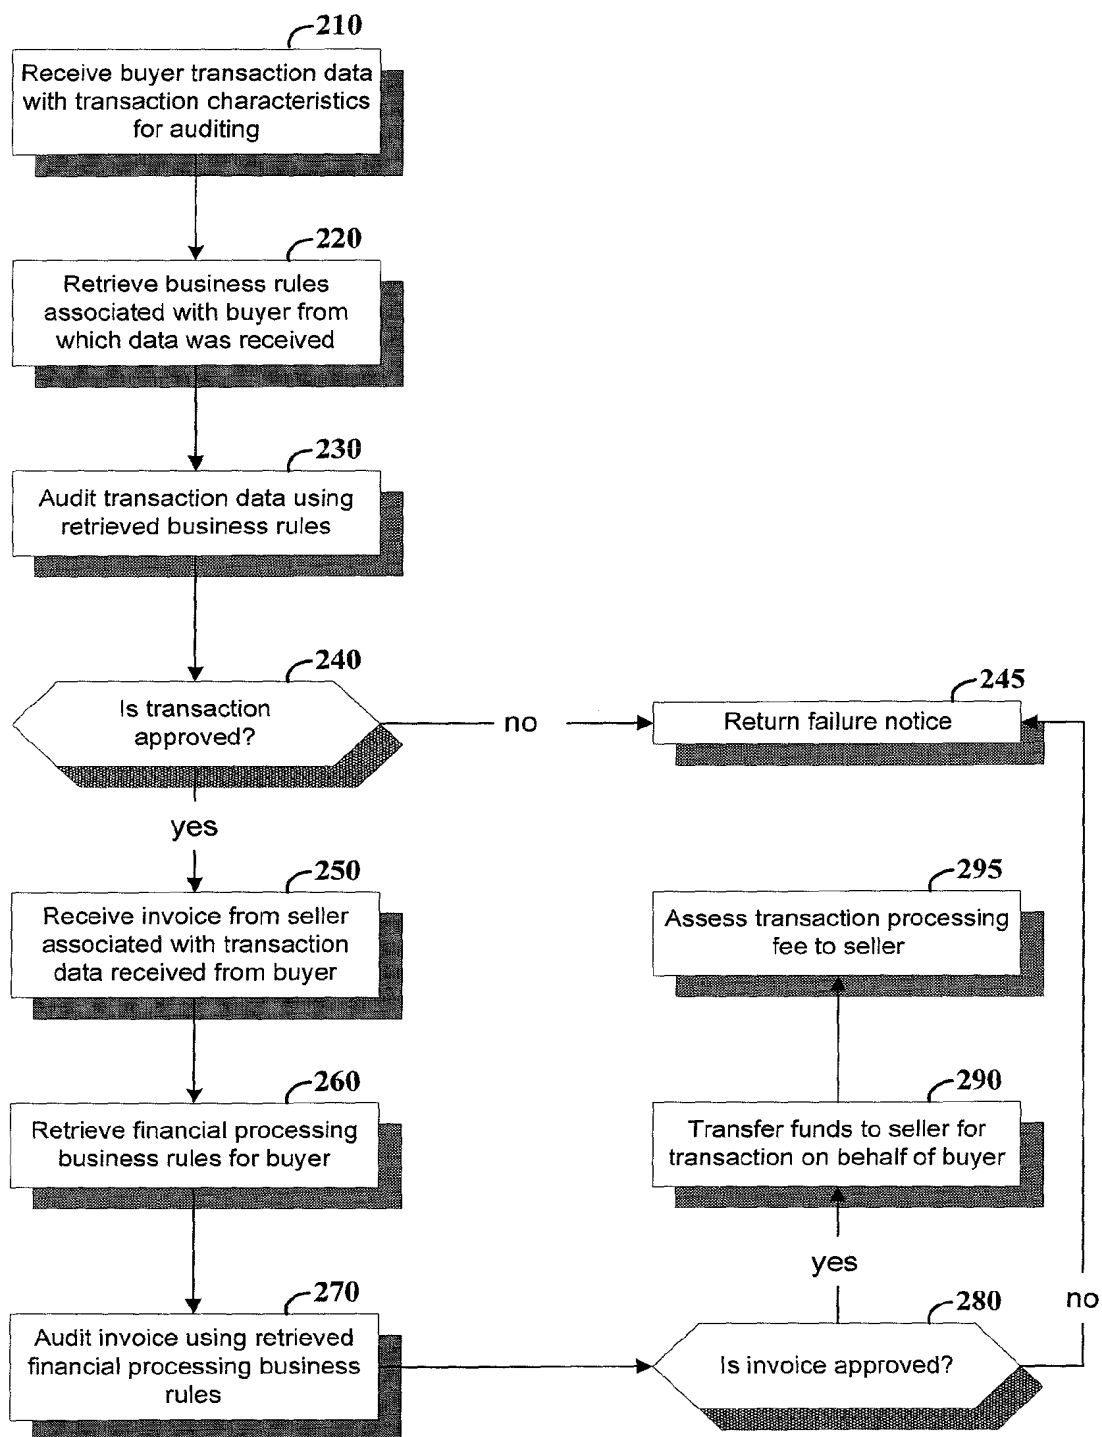 210
Receive buyer transaction data
with transaction characteristics
for auditing
220
Retrieve business rules
associated with buyer from
which data was received
230
Audit transaction data using
retrieved business rules
240
Is transaction
approved?
no
245
Return failure notice
yes
250
Receive invoice from seller
associated with transaction
data received from buyer
260
Retrieve financial processing
business rules for buyer
270
Audit invoice using retrieved
financial processing business
rules
280
Is invoice approved?
no
yes
290
Transfer funds to seller for
transaction on behalf of buyer
295
Assess transaction processing
fee to seller